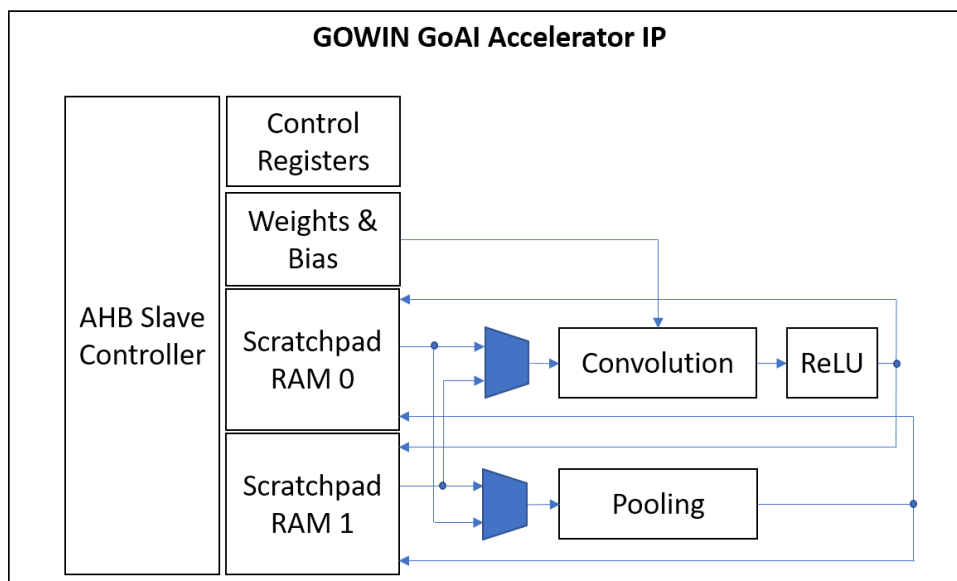 GOWIN GoAI Accelerator IP
Control
Registers
Weights &
Bias
AHB Slave
Controller
Scratchpad
RAM 0
Convolution
ReLU
Scratchpad
RAM 1
Pooling